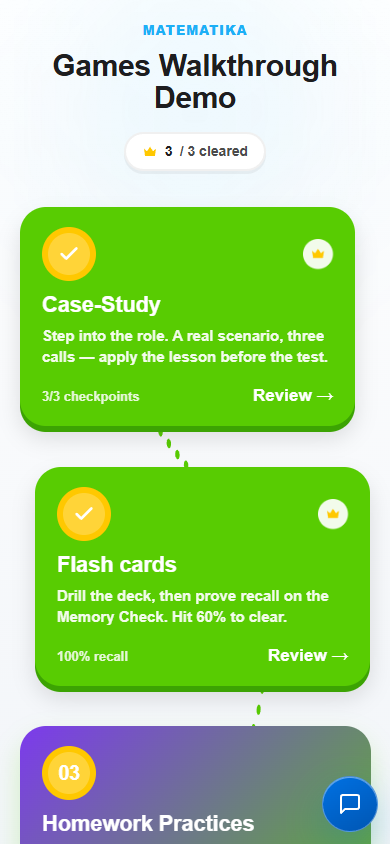 MATEMATIKA
Games Walkthrough
Demo
3 / 3 cleared
Case-Study
Step into the role. A real scenario, three
calls — apply the lesson before the test.
3/3 checkpoints
Review →
Flash cards
Drill the deck, then prove recall on the
Memory Check. Hit 60% to clear.
100% recall
Review →
03
Homework Practices